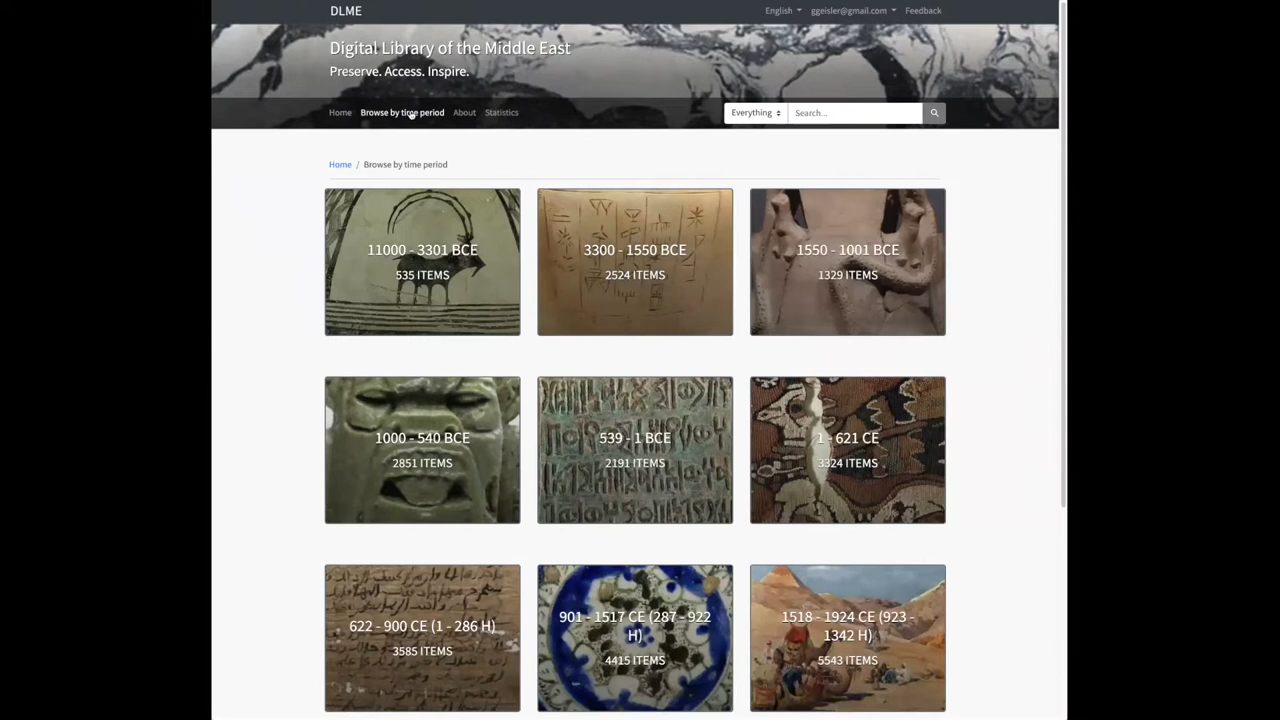 DLME
English
ggeisler@gmail.com
Feedback
Digital Library of the Middle East
Preserve. Access. Inspire.
Home
Browse by time period
About
Statistics
Everything
Search...
Home / Browse by time period
11000 - 3301 BCE
535 ITEMS
3300 - 1550 BCE
2524 ITEMS
1550 - 1001 BCE
1329 ITEMS
1000 - 540 BCE
2851 ITEMS
539 - 1 BCE
2191 ITEMS
1 - 621 CE
3324 ITEMS
622 - 900 CE (1 - 286 H)
3585 ITEMS
901 - 1517 CE (287 - 922
H)
4415 ITEMS
1518 - 1924 CE (923 -
1342 H)
5543 ITEMS